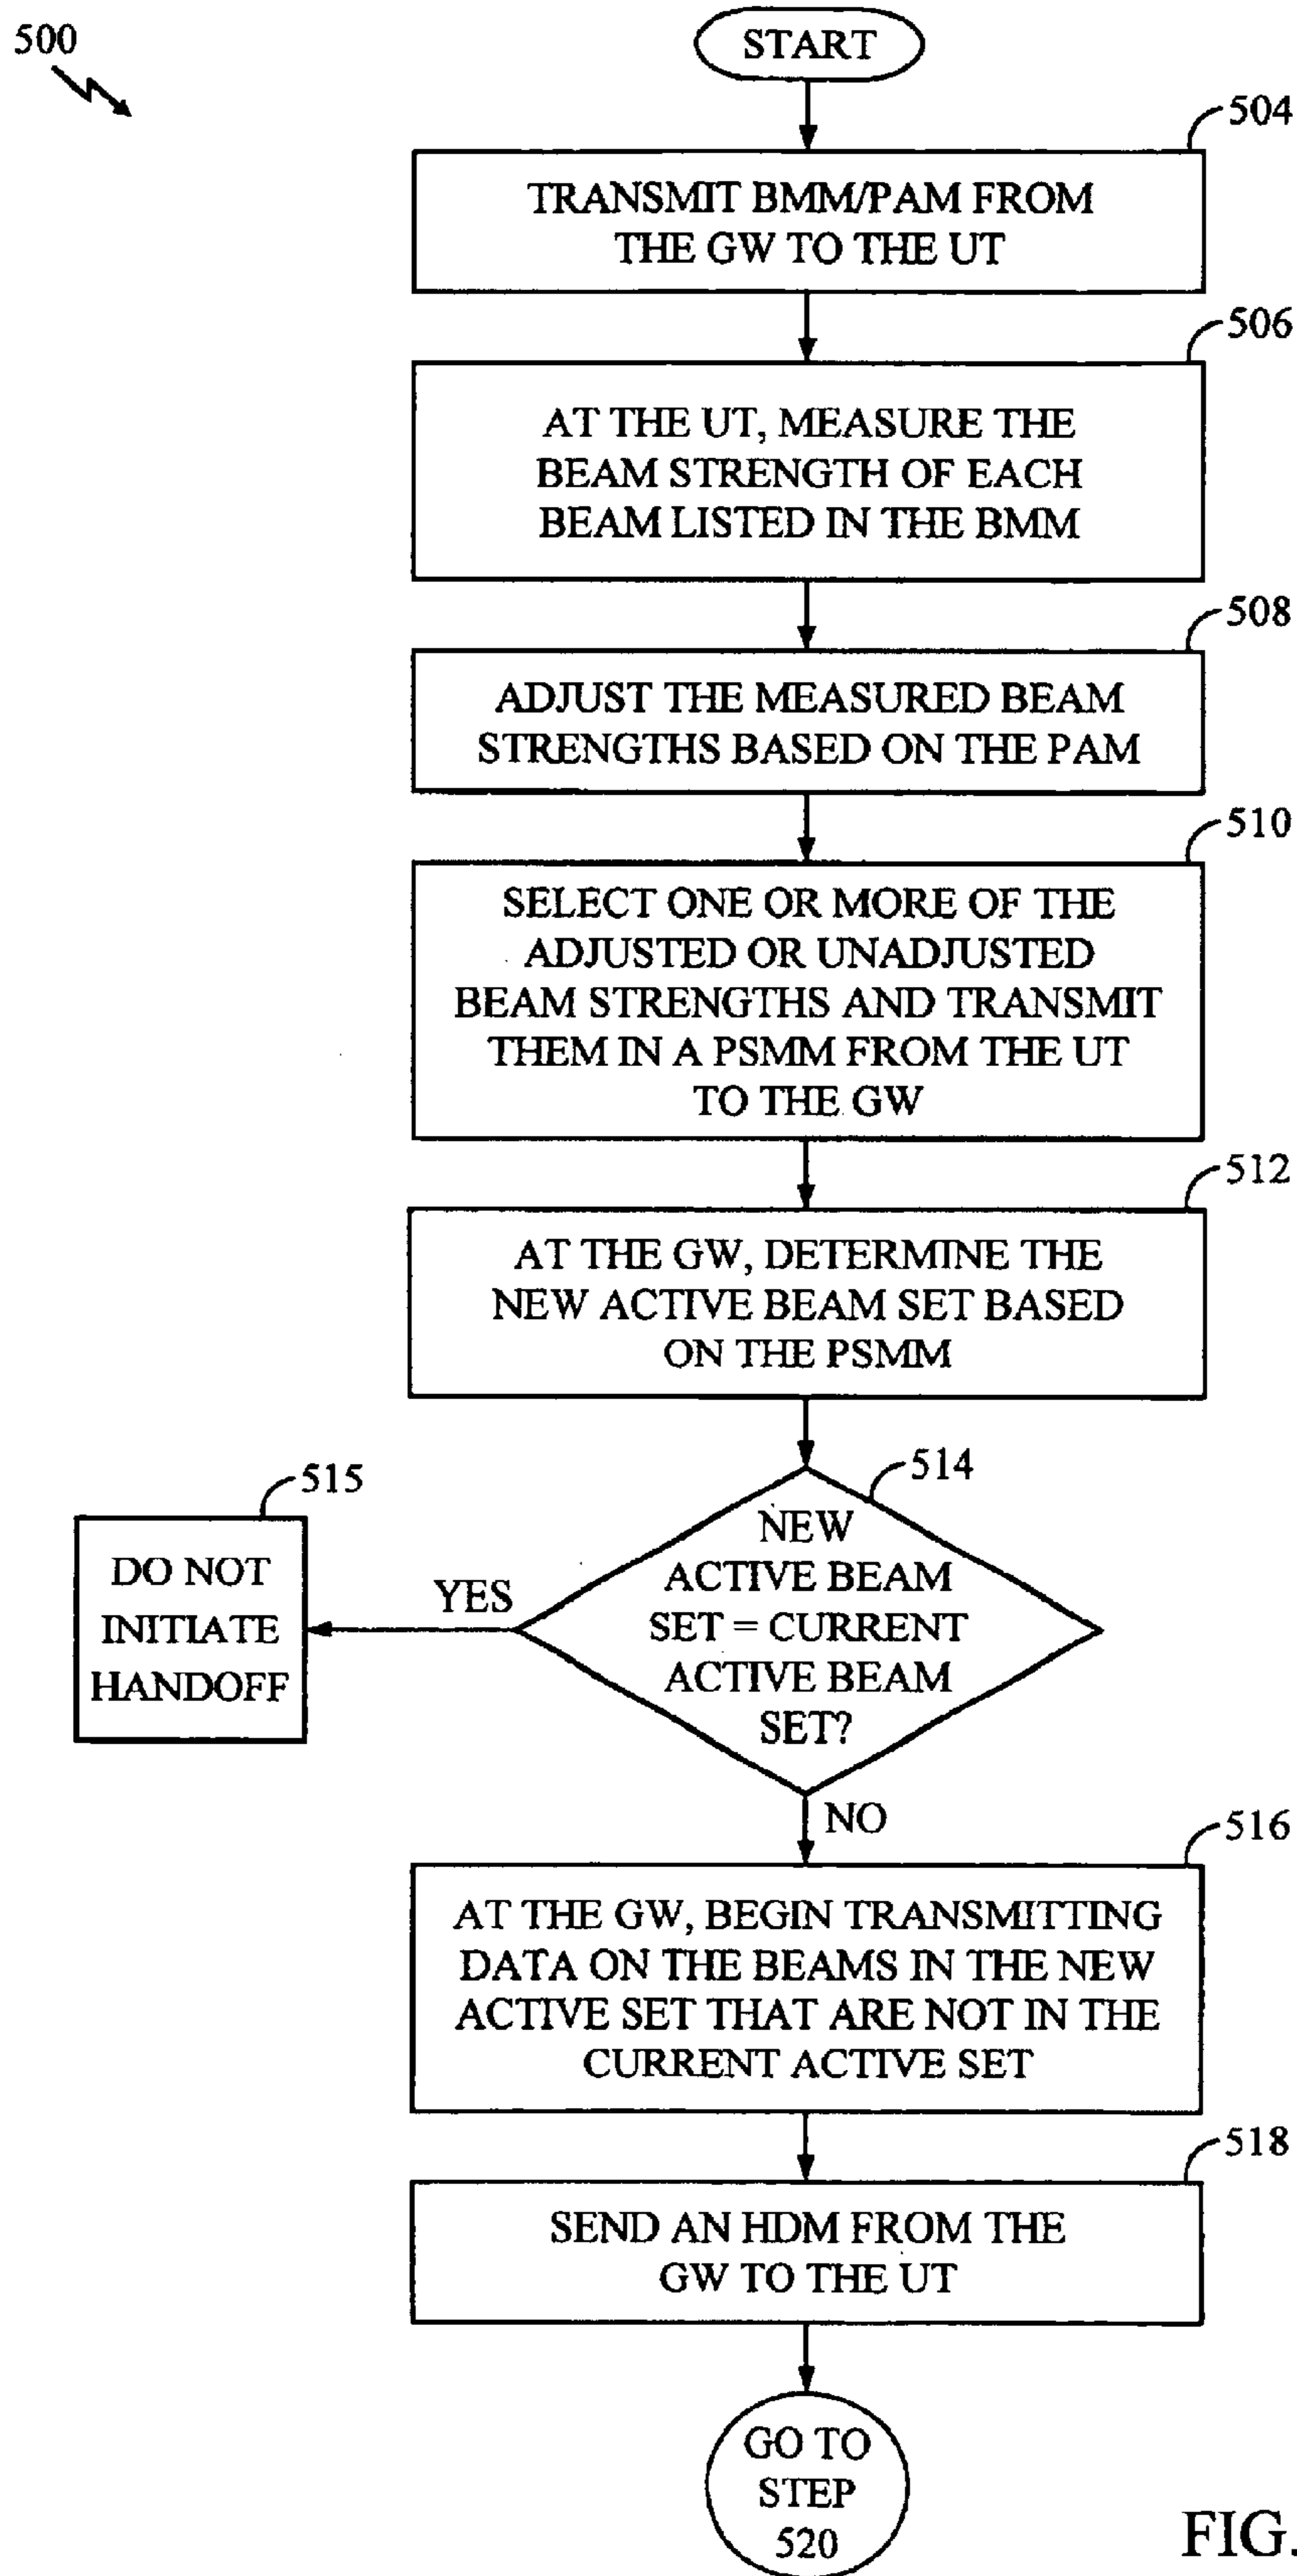 500
START
504
TRANSMIT BMM/PAM FROM
THE GW TO THE UT
506
AT THE UT, MEASURE THE
BEAM STRENGTH OF EACH
BEAM LISTED IN THE BMM
508
ADJUST THE MEASURED BEAM
STRENGTHS BASED ON THE PAM
510
SELECT ONE OR MORE OF THE
ADJUSTED OR UNADJUSTED
BEAM STRENGTHS AND TRANSMIT
THEM IN A PSMM FROM THE UT
TO THE GW
512
AT THE GW, DETERMINE THE
NEW ACTIVE BEAM SET BASED
ON THE PSMM
514
NEW
ACTIVE BEAM
SET = CURRENT
ACTIVE BEAM
SET?
YES
515
DO NOT
INITIATE
HANDOFF
NO
516
AT THE GW, BEGIN TRANSMITTING
DATA ON THE BEAMS IN THE NEW
ACTIVE SET THAT ARE NOT IN THE
CURRENT ACTIVE SET
518
SEND AN HDM FROM THE
GW TO THE UT
GO TO
STEP
520
FIG.